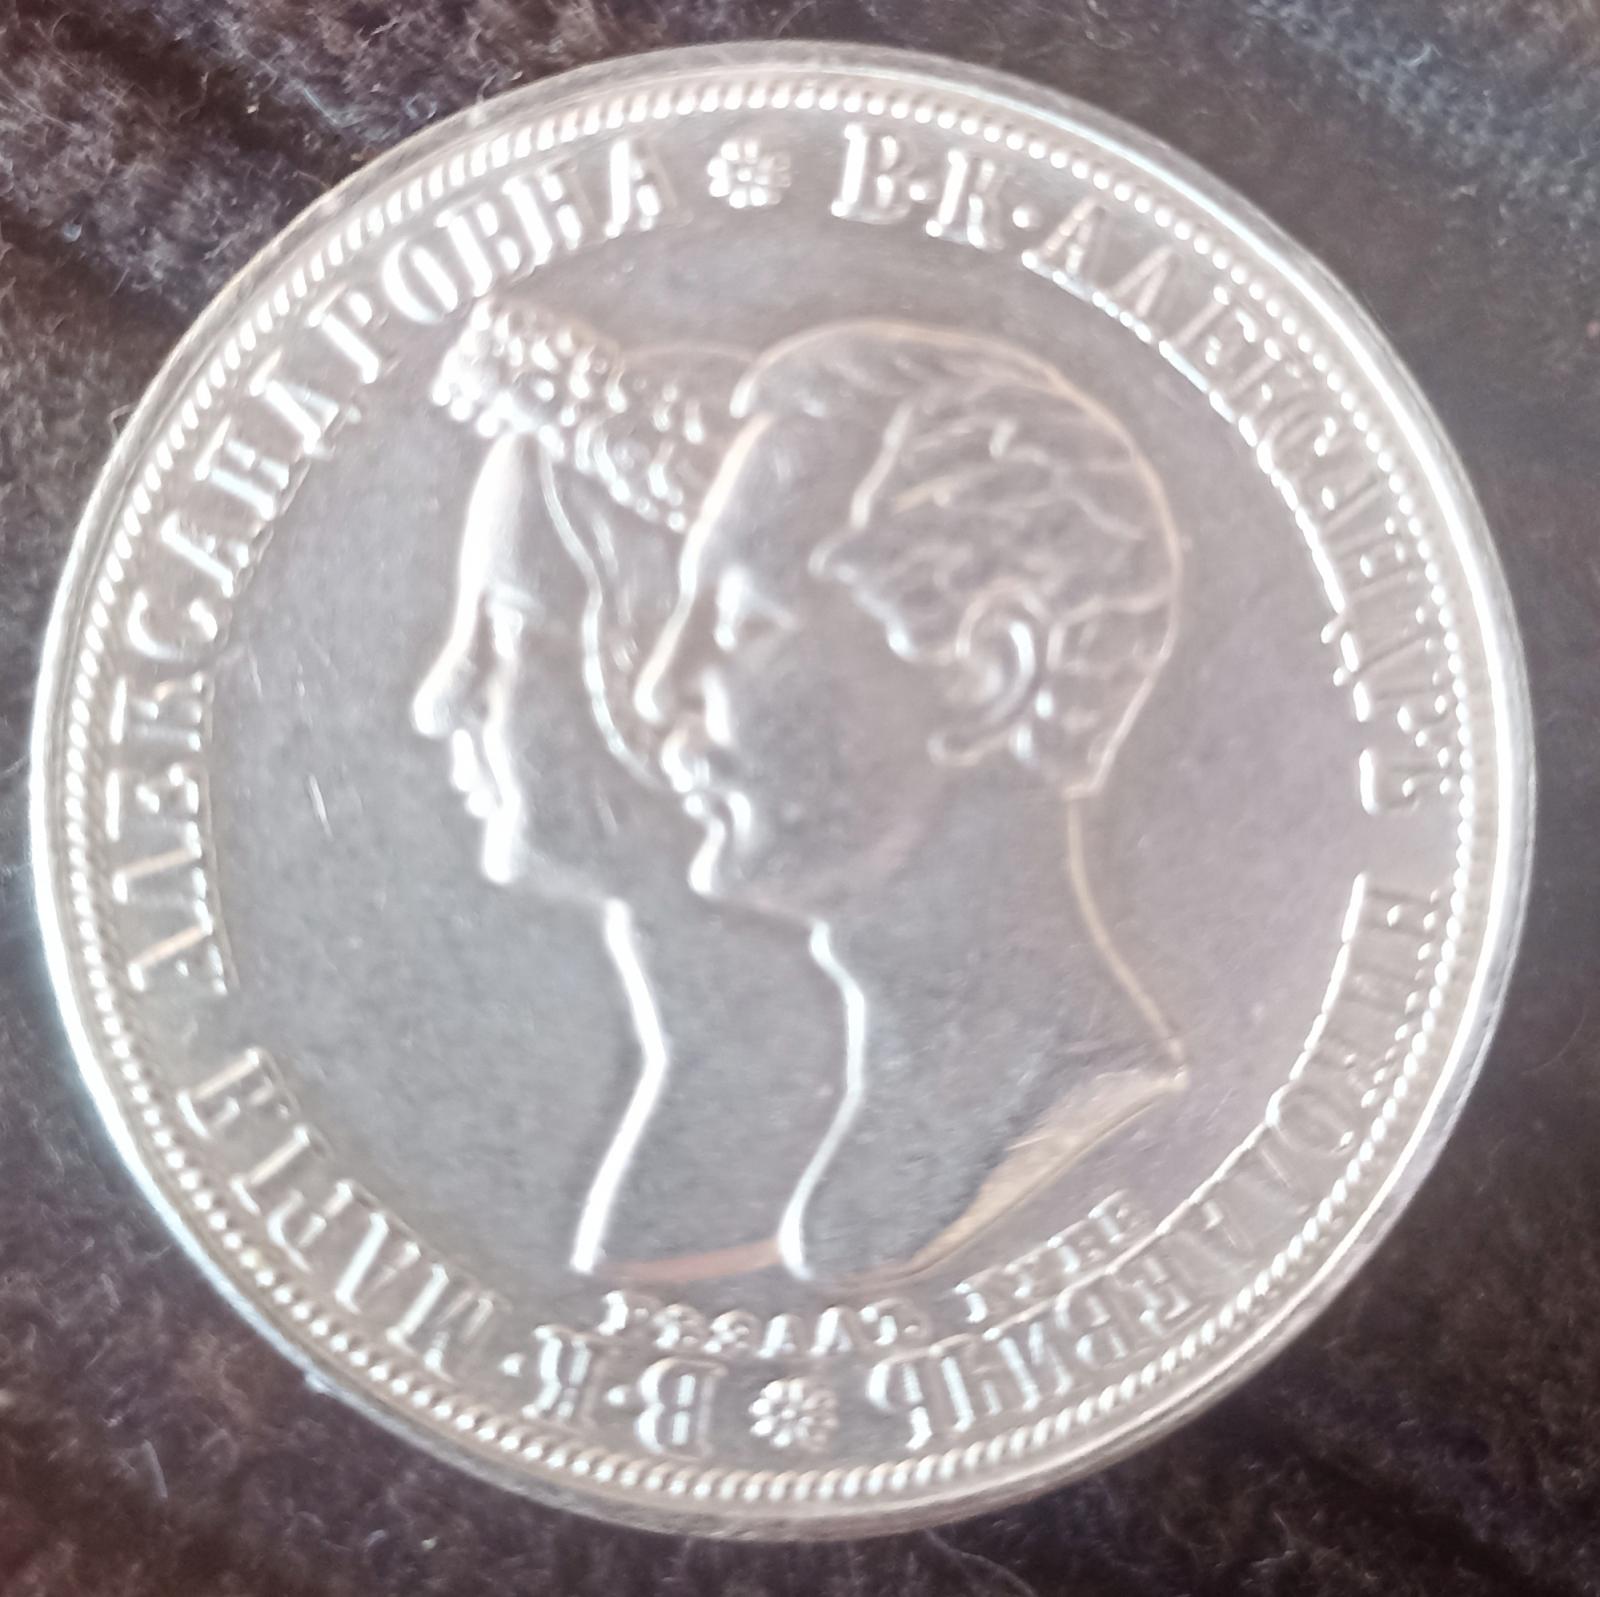 В·К·АЛЕКСАНДРЪ НИКОЛАЕВИЧЬ
В·К·МАРIЯ АЛЕКСАНДРОВНА